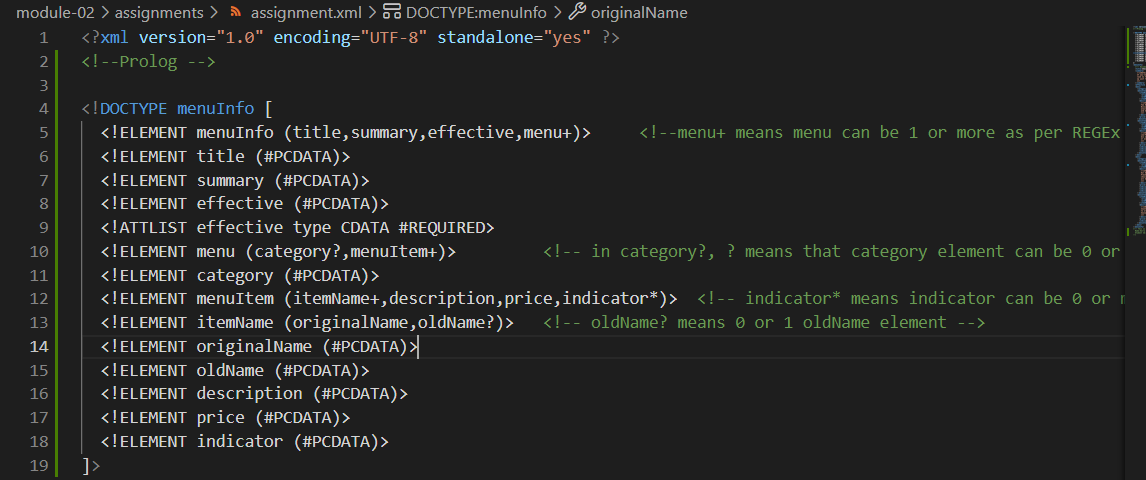 module-02 > assignments > assignment.xml > DOCTYPE:menuInfo > originalName
1 <?xml version="1.0" encoding="UTF-8" standalone="yes" ?>
2 <!--Prolog -->
3
4 <!DOCTYPE menuInfo [
5 <!ELEMENT menuInfo (title,summary,effective,menu+)> <!--menu+ means menu can be 1 or more as per REGEx
6 <!ELEMENT title (#PCDATA)>
7 <!ELEMENT summary (#PCDATA)>
8 <!ELEMENT effective (#PCDATA)>
9 <!ATTLIST effective type CDATA #REQUIRED>
10 <!ELEMENT menu (category?,menuItem+)> <!-- in category?, ? means that category element can be 0 or
11 <!ELEMENT category (#PCDATA)>
12 <!ELEMENT menuItem (itemName+,description,price,indicator*)> <!-- indicator* means indicator can be 0 or
13 <!ELEMENT itemName (originalName,oldName?)> <!-- oldName? means 0 or 1 oldName element -->
14 <!ELEMENT originalName (#PCDATA)>
15 <!ELEMENT oldName (#PCDATA)>
16 <!ELEMENT description (#PCDATA)>
17 <!ELEMENT price (#PCDATA)>
18 <!ELEMENT indicator (#PCDATA)>
19 ]>